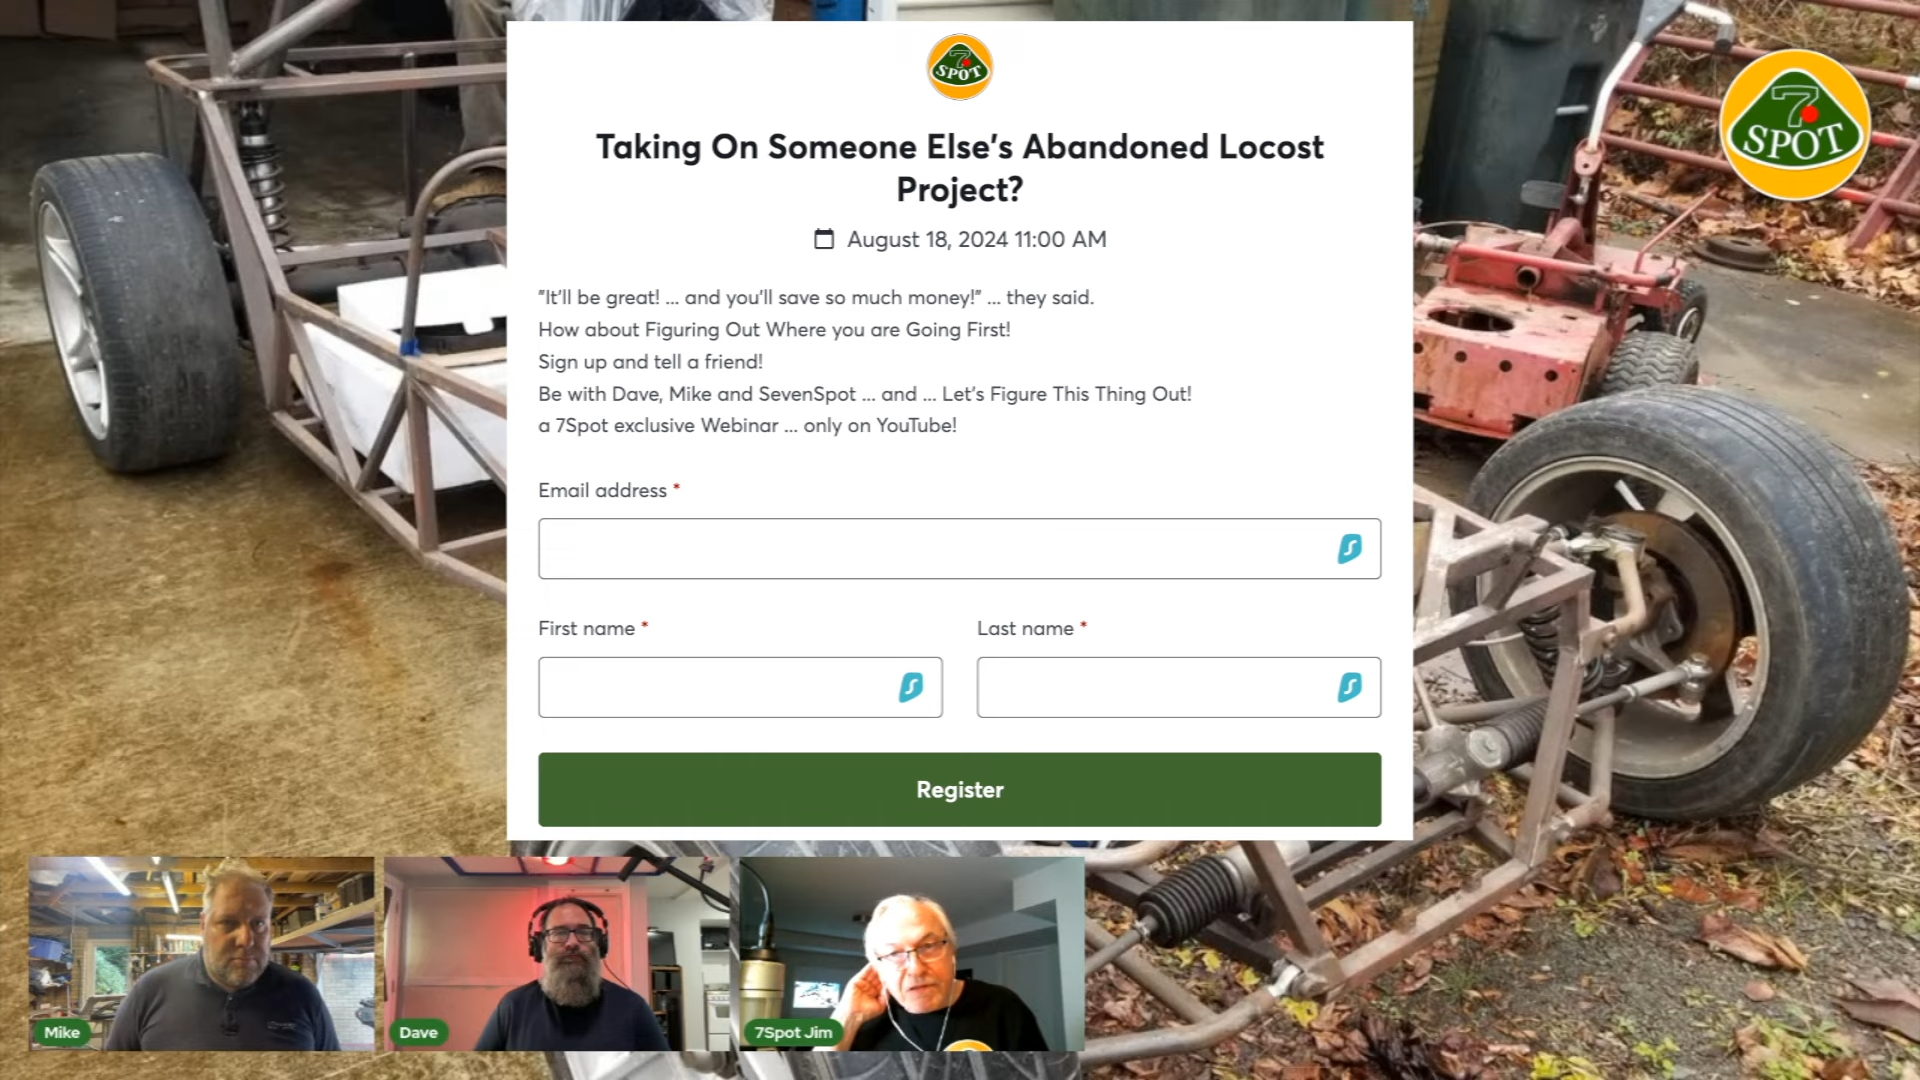 7
SPOT
7
SPOT
Taking On Someone Else's Abandoned Locost
Project?
August 18, 2024 11:00 AM
"It'll be great! ... and you'll save so much money!" ... they said.
How about Figuring Out Where you are Going First!
Sign up and tell a friend!
Be with Dave, Mike and SevenSpot ... and ... Let's Figure This Thing Out!
a 7Spot exclusive Webinar ... only on YouTube!
Email address *
First name *
Last name *
Register
Mike
Dave
7Spot Jim